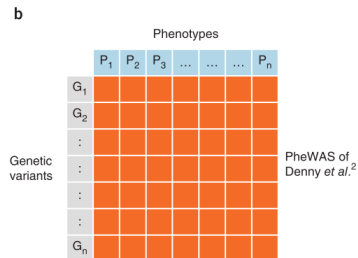 b
Phenotypes
P1 P2 P3 ... ... ... Pn
G1
G2
:
:
:
:
Gn
Genetic
variants
PheWAS of
Denny et al.2